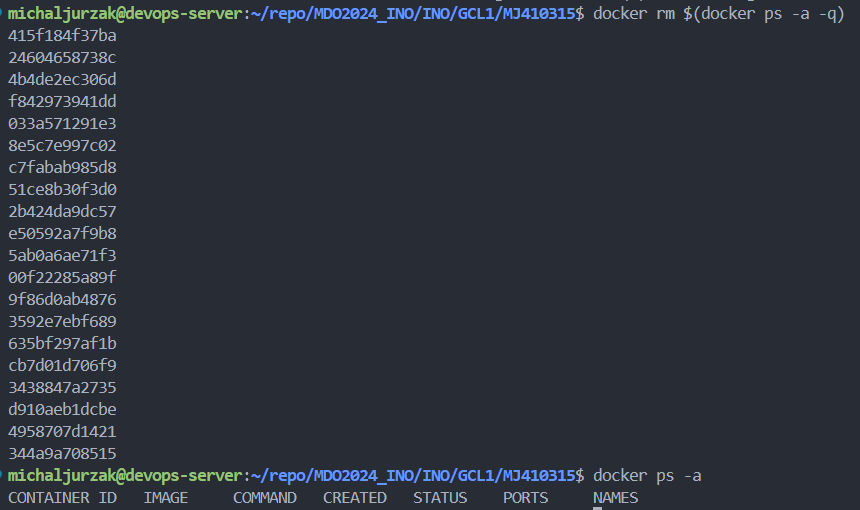 michaljurzak@devops-server:~/repo/MDO2024_INO/INO/GCL1/MJ410315$ docker rm $(docker ps -a -q)
415f184f37ba
24604658738c
4b4de2ec306d
f842973941dd
033a571291e3
8e5c7e997c02
c7fabab985d8
51ce8b30f3d0
2b424da9dc57
e50592a7f9b8
5ab0a6ae71f3
00f22285a89f
9f86d0ab4876
3592e7ebf689
635bf297af1b
cb7d01d706f9
3438847a2735
d910aeb1dcbe
4958707d1421
344a9a708515
michaljurzak@devops-server:~/repo/MDO2024_INO/INO/GCL1/MJ410315$ docker ps -a
CONTAINER ID   IMAGE     COMMAND   CREATED   STATUS    PORTS     NAMES